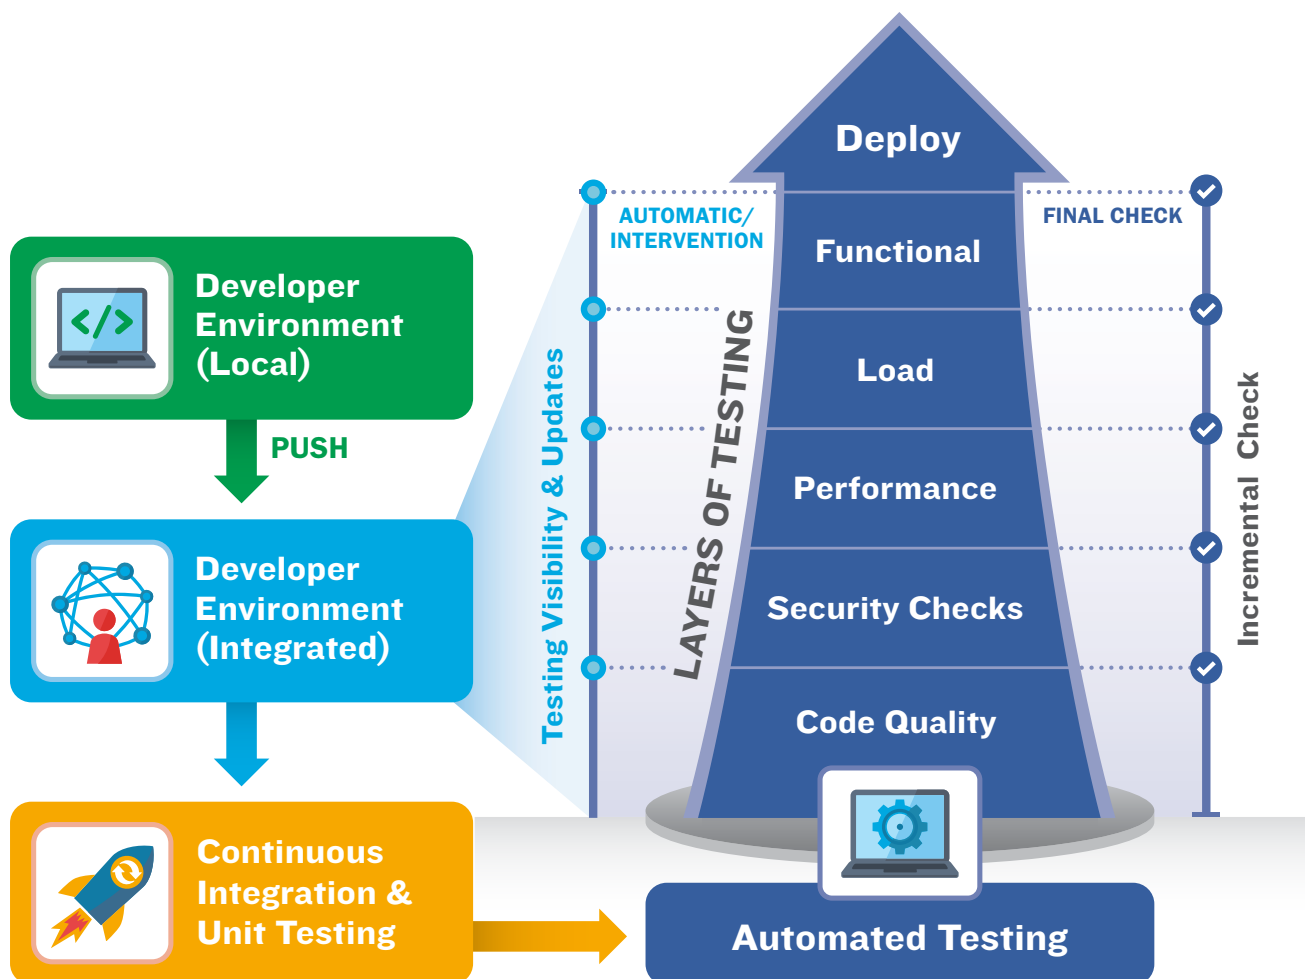 Developer
Environment
(Local)
PUSH
Developer
Environment
(Integrated)
Continuous
Integration &
Unit Testing
Testing Visibility & Updates
AUTOMATIC/
INTERVENTION
LAYERS OF TESTING
Deploy
Functional
Load
Performance
Security Checks
Code Quality
Automated Testing
FINAL CHECK
Incremental Check